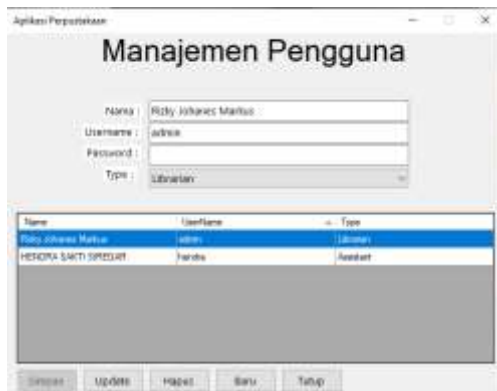 Aplikasi Perpustakaan
Manajemen Pengguna
Nama :
Rizky Johanes Markus
Username :
admin
Password :
Type :
Librarian
Name UserName Type
Rizky Johanes Markus admin Librarian
HENDRA SAKTI SIREGAR hendra Assistant
Simpan Update Hapus Baru Tutup